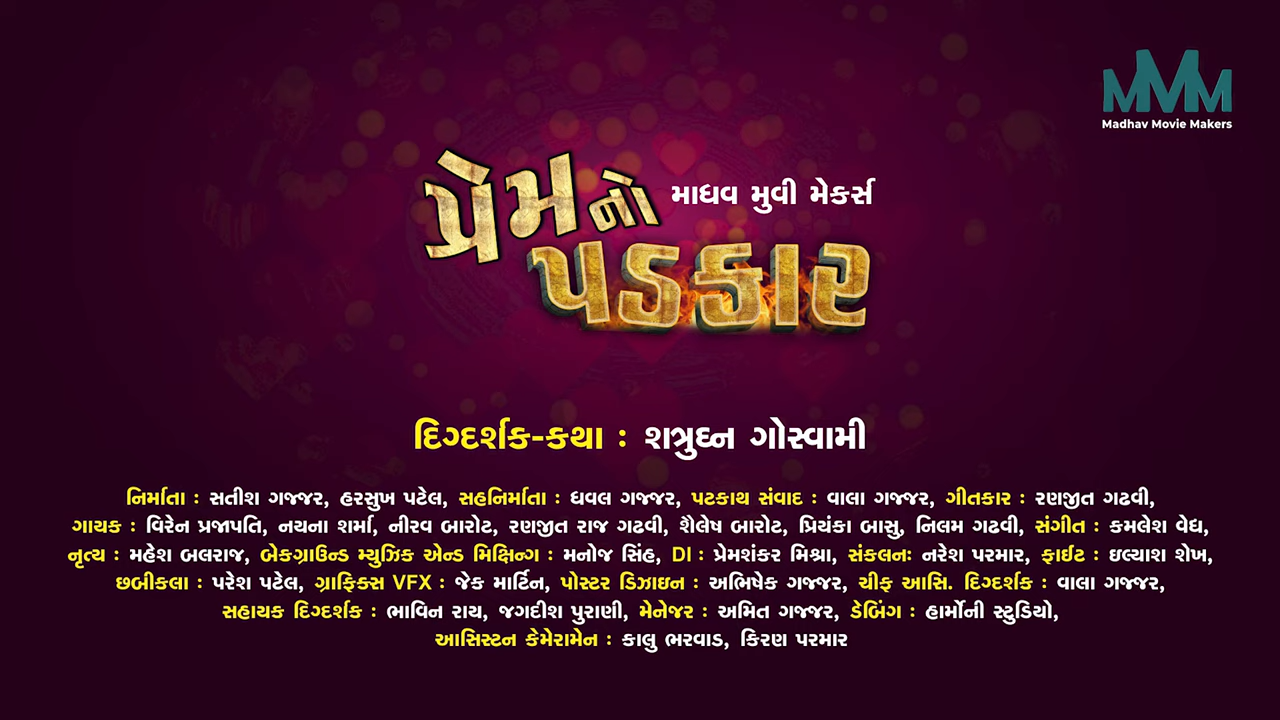 MMM
Madhav Movie Makers
પ્રેમ નો માધવ મુવી મેકર્સ
પડકાર
દિગ્દર્શક-કથા : શત્રુઘ્ન ગોસ્વામી
નિર્માતા : સતીશ ગજ્જર, હરસુખ પટેલ, સહનિર્માતા : ધવલ ગજ્જર, પટકાથ સંવાદ : વાલા ગજ્જર, ગીતકાર : રણજીત ગઢવી,
ગાયક : વિરેન પ્રજાપતિ, નયના શર્મા, નીરવ બારોટ, રણજીત રાજ ગઢવી, શૈલેષ બારોટ, પ્રિયંકા બાસુ, નિલમ ગઢવી, સંગીત : કમલેશ વેધ,
નૃત્ય : મહેશ બલરાજ, બેકગ્રાઉન્ડ મ્યુઝિક એન્ડ મિક્ષિન્ગ : મનોજ સિંહ, DI : પ્રેમશંકર મિશ્રા, સંકલનઃ નરેશ પરમાર, ફાઈટ : ઇલ્યાશ શેખ,
છબીકલા : પરેશ પટેલ, ગ્રાફિક્સ VFX : જેક માર્ટિન, પોસ્ટર ડિઝાઇન : અભિષેક ગજ્જર, ચીફ આસિ. દિગ્દર્શક : વાલા ગજ્જર,
સહાયક દિગ્દર્શક : ભાવિન રાય, જગદીશ પુરાણી, મેનેજર : અમિત ગજ્જર, ડેબિંગ : હાર્મોની સ્ટુડિયો,
આસિસ્ટન કેમેરામેન : કાલુ ભરવાડ, કિરણ પરમાર